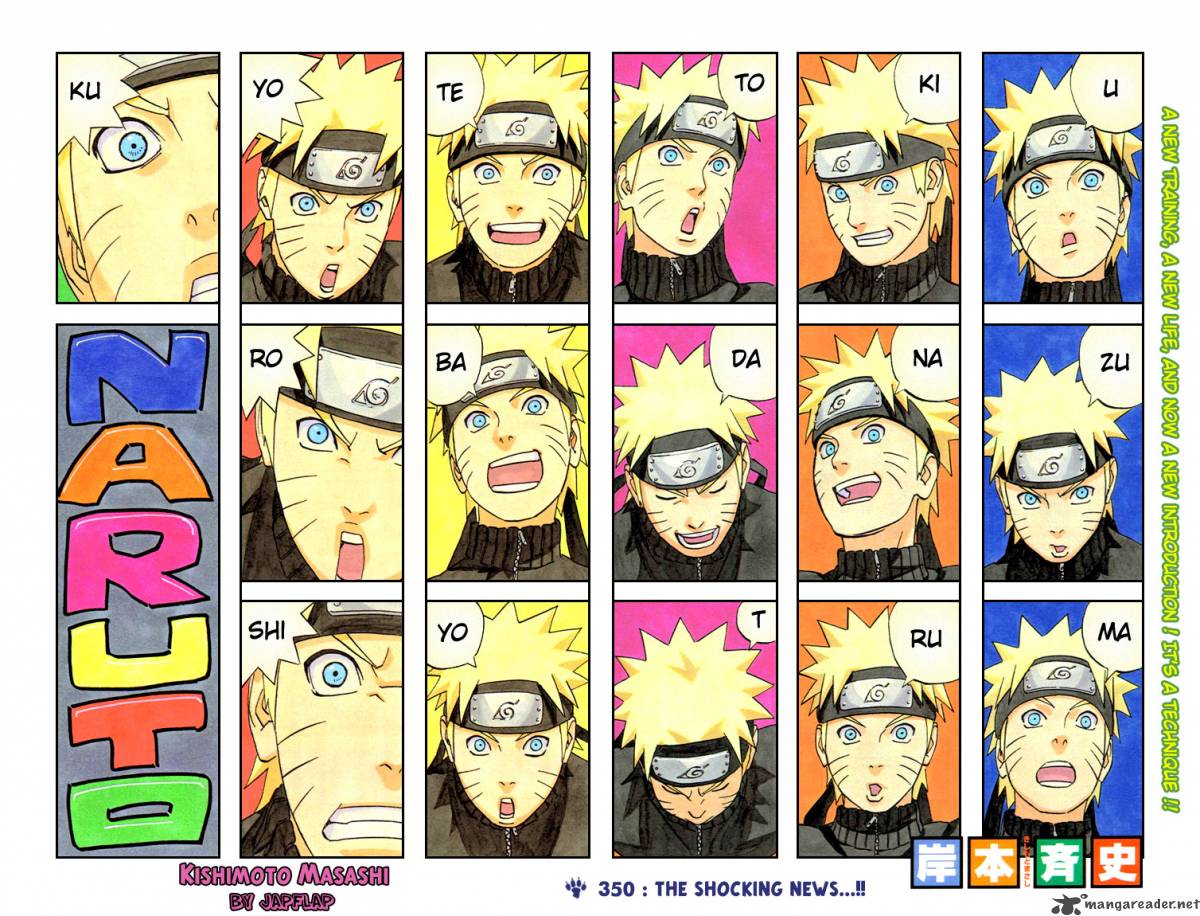 U
ZU
MA
KI
NA
RU
TO
DA
T
TE
BA
YO
YO
RO
SHI
KU
NARUTO
A NEW TRAINING, A NEW LIFE, AND NOW A NEW INTRODUCTION ! IT'S A TECHNIQUE !!
岸本斉史
KISHIMOTO MASASHI
BY JAPFLAP
350 : THE SHOCKING NEWS...!!
mangareader.net